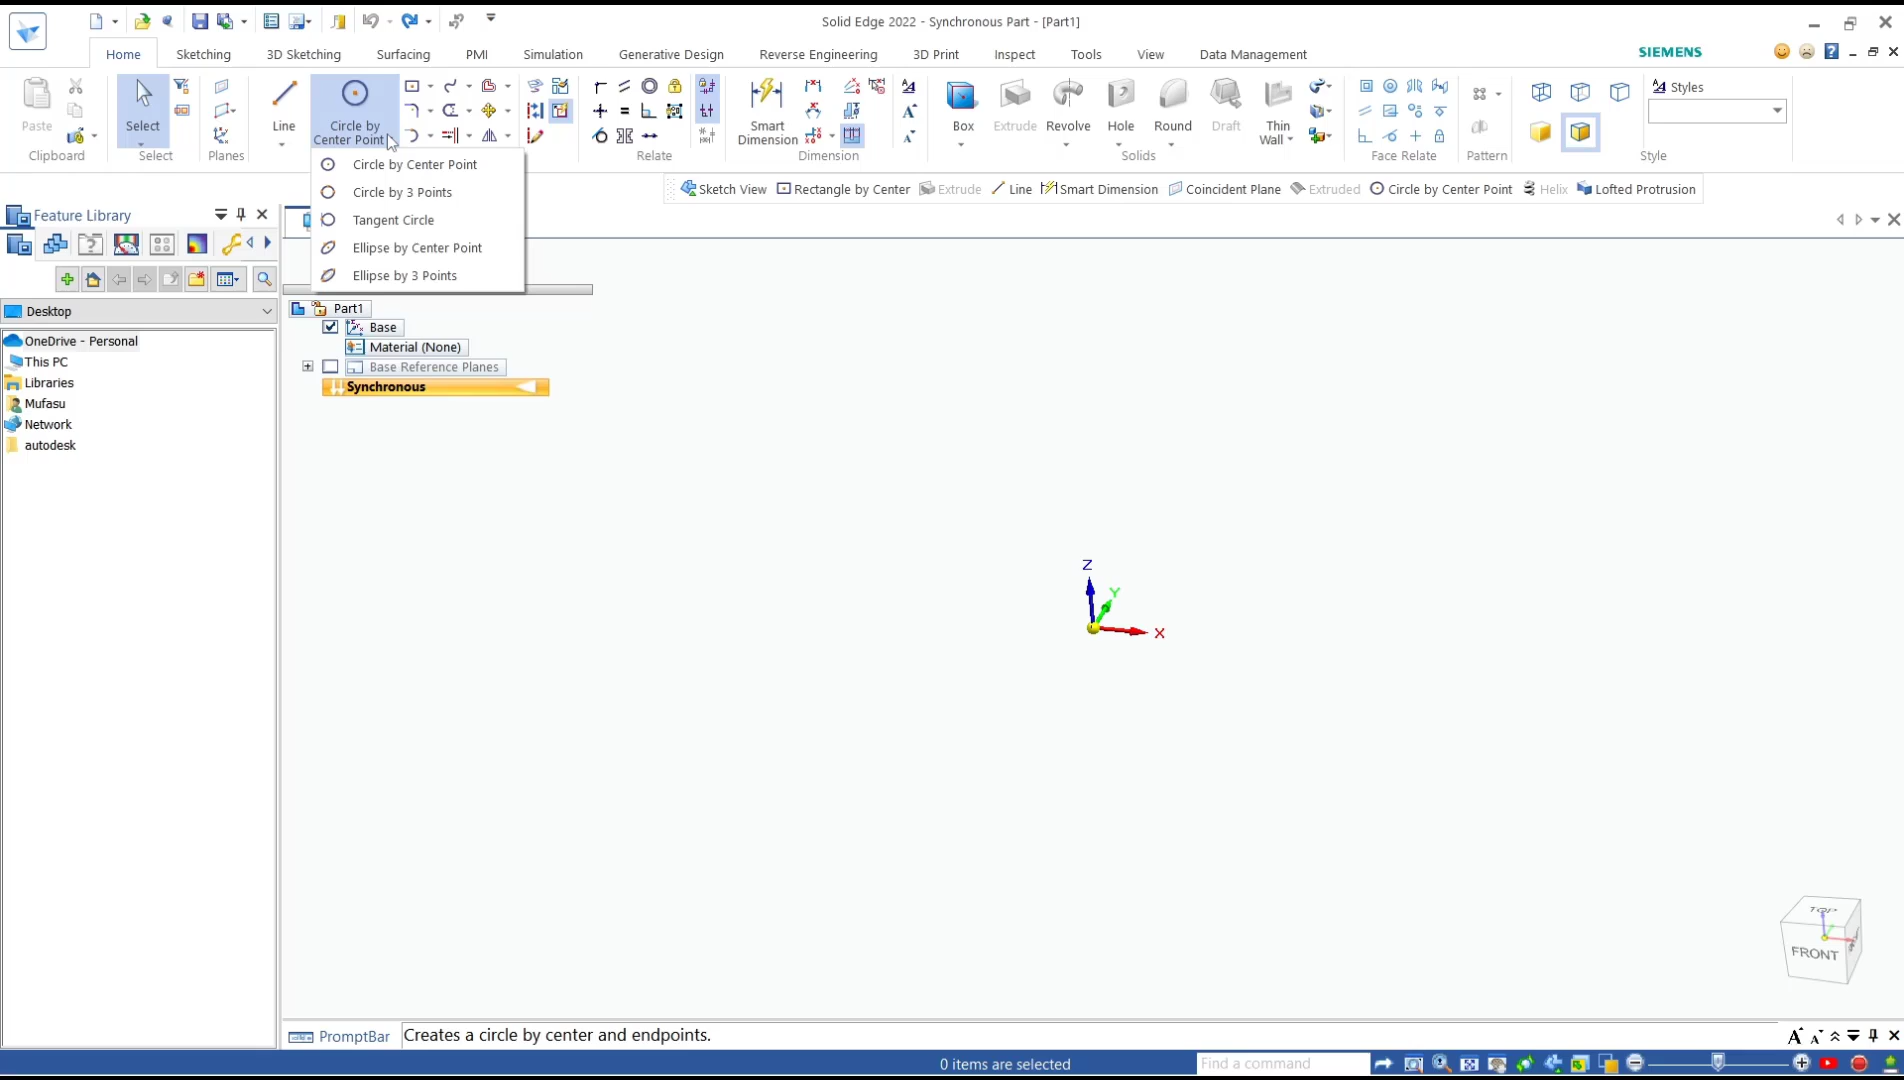 Solid Edge 2022 - Synchronous Part - [Part1]
Home Sketching 3D Sketching Surfacing PMI Simulation Generative Design Reverse Engineering 3D Print Inspect Tools View Data Management SIEMENS
Paste
Clipboard
Select
Select
Planes
Line
Circle by
Center Point
Relate
Smart
Dimension
Dimension
Box
Extrude
Revolve
Hole
Round
Draft
Thin
Wall
Solids
Face Relate
Pattern
Styles
Style
Circle by Center Point
Circle by 3 Points
Tangent Circle
Ellipse by Center Point
Ellipse by 3 Points
Sketch View Rectangle by Center Extrude Line Smart Dimension Coincident Plane Extruded Circle by Center Point Helix Lofted Protrusion
Feature Library
Desktop
OneDrive - Personal
This PC
Libraries
Mufasu
Network
autodesk
Part1
Base
Material (None)
Base Reference Planes
Synchronous
Z
Y
X
TOP
FRONT
PromptBar
Creates a circle by center and endpoints.
0 items are selected
Find a command